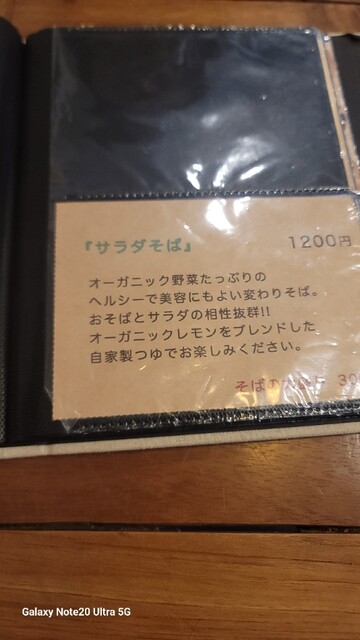 『サラダそば』 1200円
オーガニック野菜たっぷりの
ヘルシーで美容にもよい変わりそば。
おそばとサラダの相性抜群!!
オーガニックレモンをブレンドした
自家製つゆでお楽しみください。
そばの 30
Galaxy Note20 Ultra 5G